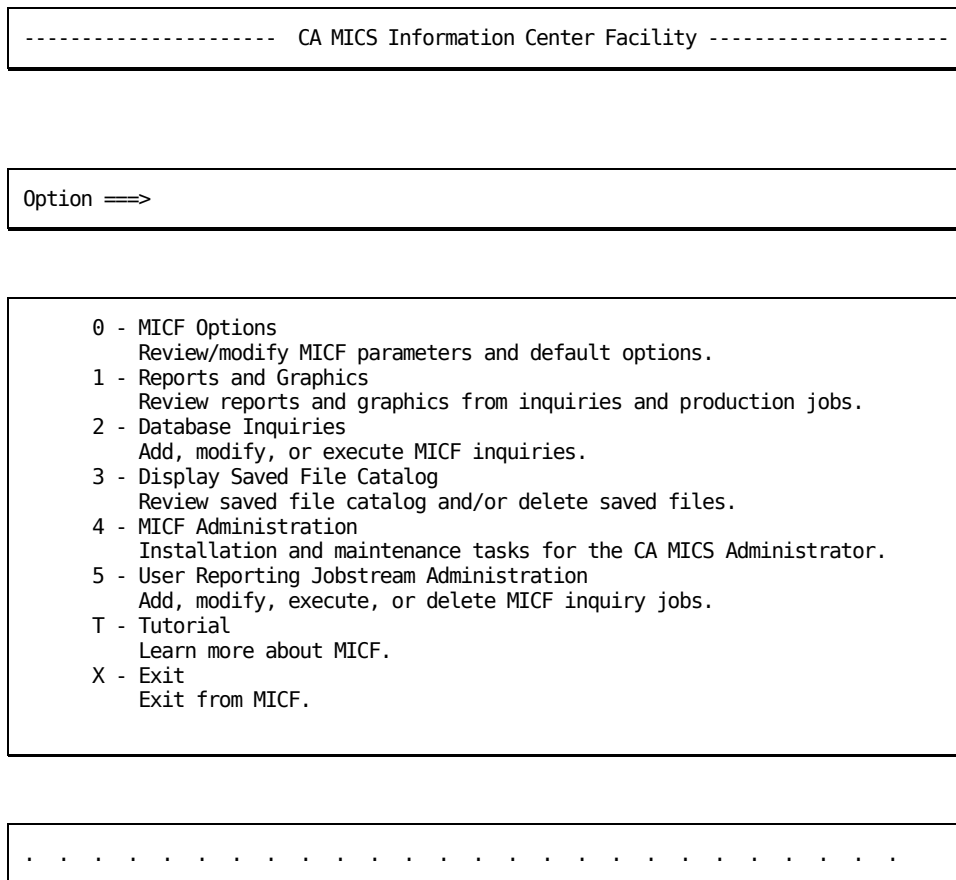 ----------------------  CA MICS Information Center Facility ---------------------
Option ===>
0 - MICF Options
Review/modify MICF parameters and default options.
1 - Reports and Graphics
Review reports and graphics from inquiries and production jobs.
2 - Database Inquiries
Add, modify, or execute MICF inquiries.
3 - Display Saved File Catalog
Review saved file catalog and/or delete saved files.
4 - MICF Administration
Installation and maintenance tasks for the CA MICS Administrator.
5 - User Reporting Jobstream Administration
Add, modify, execute, or delete MICF inquiry jobs.
T - Tutorial
Learn more about MICF.
X - Exit
Exit from MICF.
. . . . . . . . . . . . . . . . . . . . . . . . . .